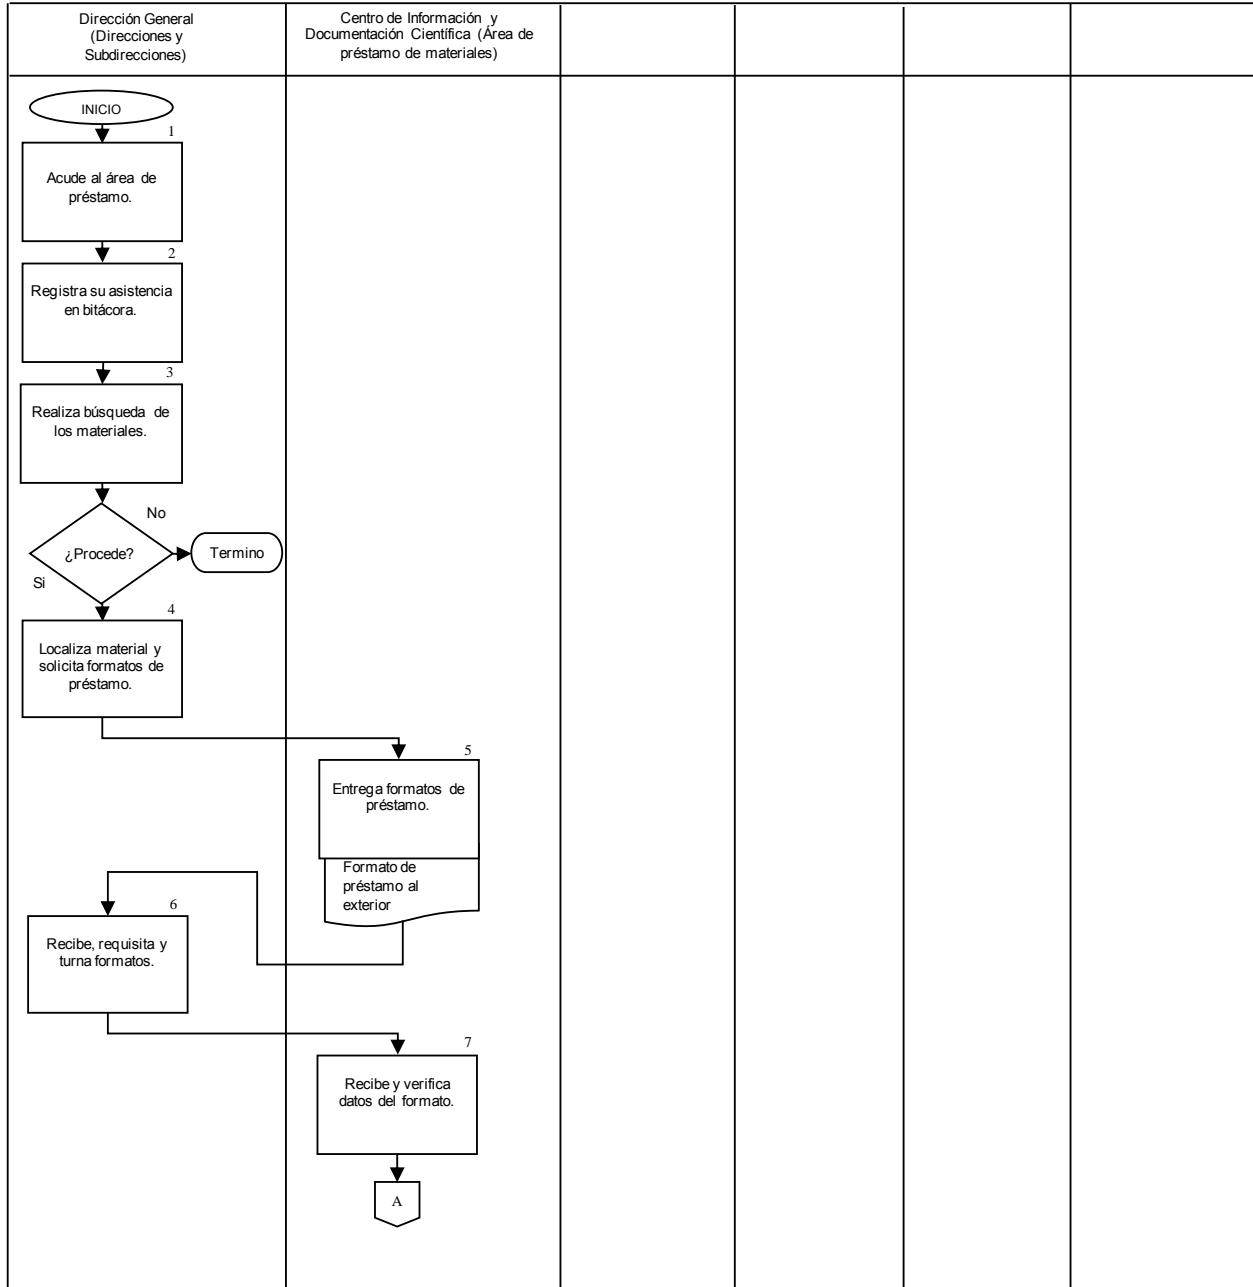 Dirección General
(Direciones y
Subdirecciones)
Centro de Información y
Documentación Científica (Área de
préstamo de materiales)
INICIO
1
Acude al área de
préstamo.
2
Registra su asistencia
en bitácora.
3
Realiza búsqueda de
los materiales.
No
¿Procede?
Termino
Si
4
Localiza material y
solicita formatos de
préstamo.
5
Entrega formatos de
préstamo.
Formato de
préstamo al
exterior
6
Recibe, requisita y
turna formatos.
7
Recibe y verifica
datos del formato.
A